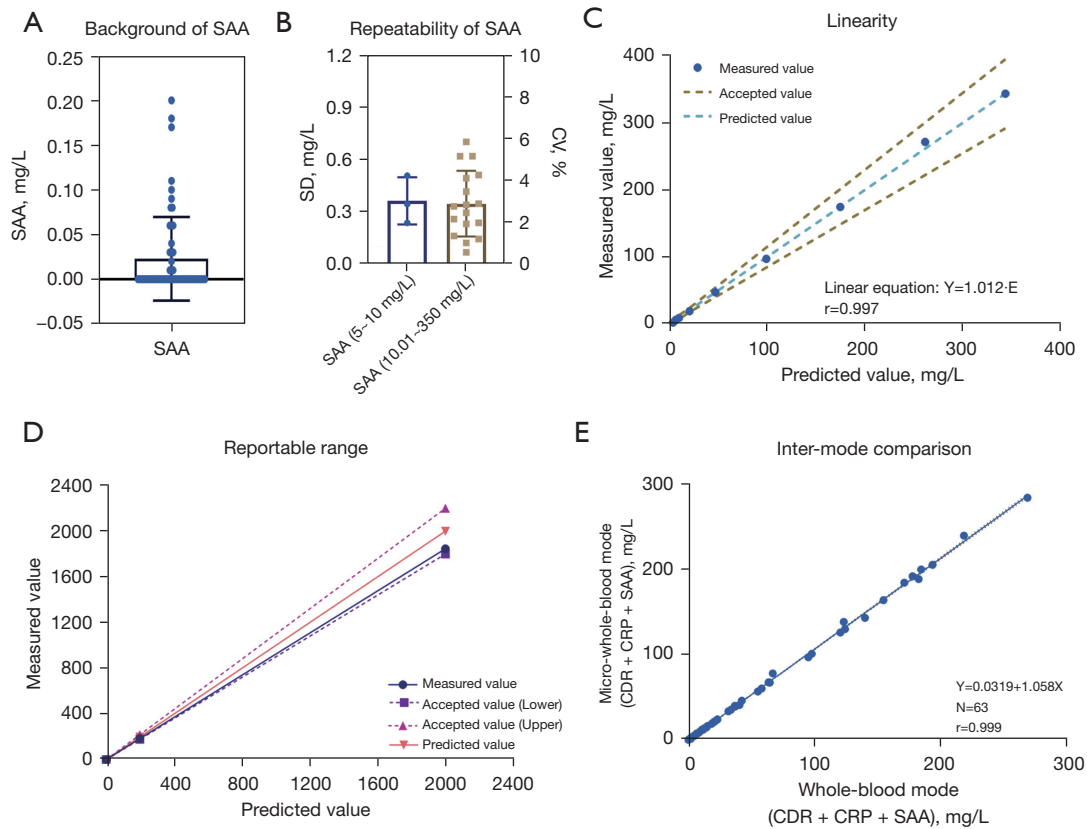 A
Background of SAA
SAA, mg/L
0.25
0.20
0.15
0.10
0.05
0.00
−0.05
SAA
B
Repeatability of SAA
SD, mg/L
1.2
0.9
0.6
0.3
0.0
10
8
6
4
2
0
CV, %
SAA (5~10 mg/L)
SAA (10.01~350 mg/L)
C
Linearity
Measured value, mg/L
400
300
200
100
0
Measured value
Accepted value
Predicted value
Linear equation: Y=1.012·E
r=0.997
0
100
200
300
400
Predicted value, mg/L
D
Reportable range
Measured value
2400
2000
1600
1200
800
400
0
Measured value
Accepted value (Lower)
Accepted value (Upper)
Predicted value
0
400
800
1200
1600
2000
2400
Predicted value
E
Inter-mode comparison
Micro-whole-blood mode
(CDR + CRP + SAA), mg/L
300
200
100
0
Y=0.0319+1.058X
N=63
r=0.999
0
100
200
300
Whole-blood mode
(CDR + CRP + SAA), mg/L